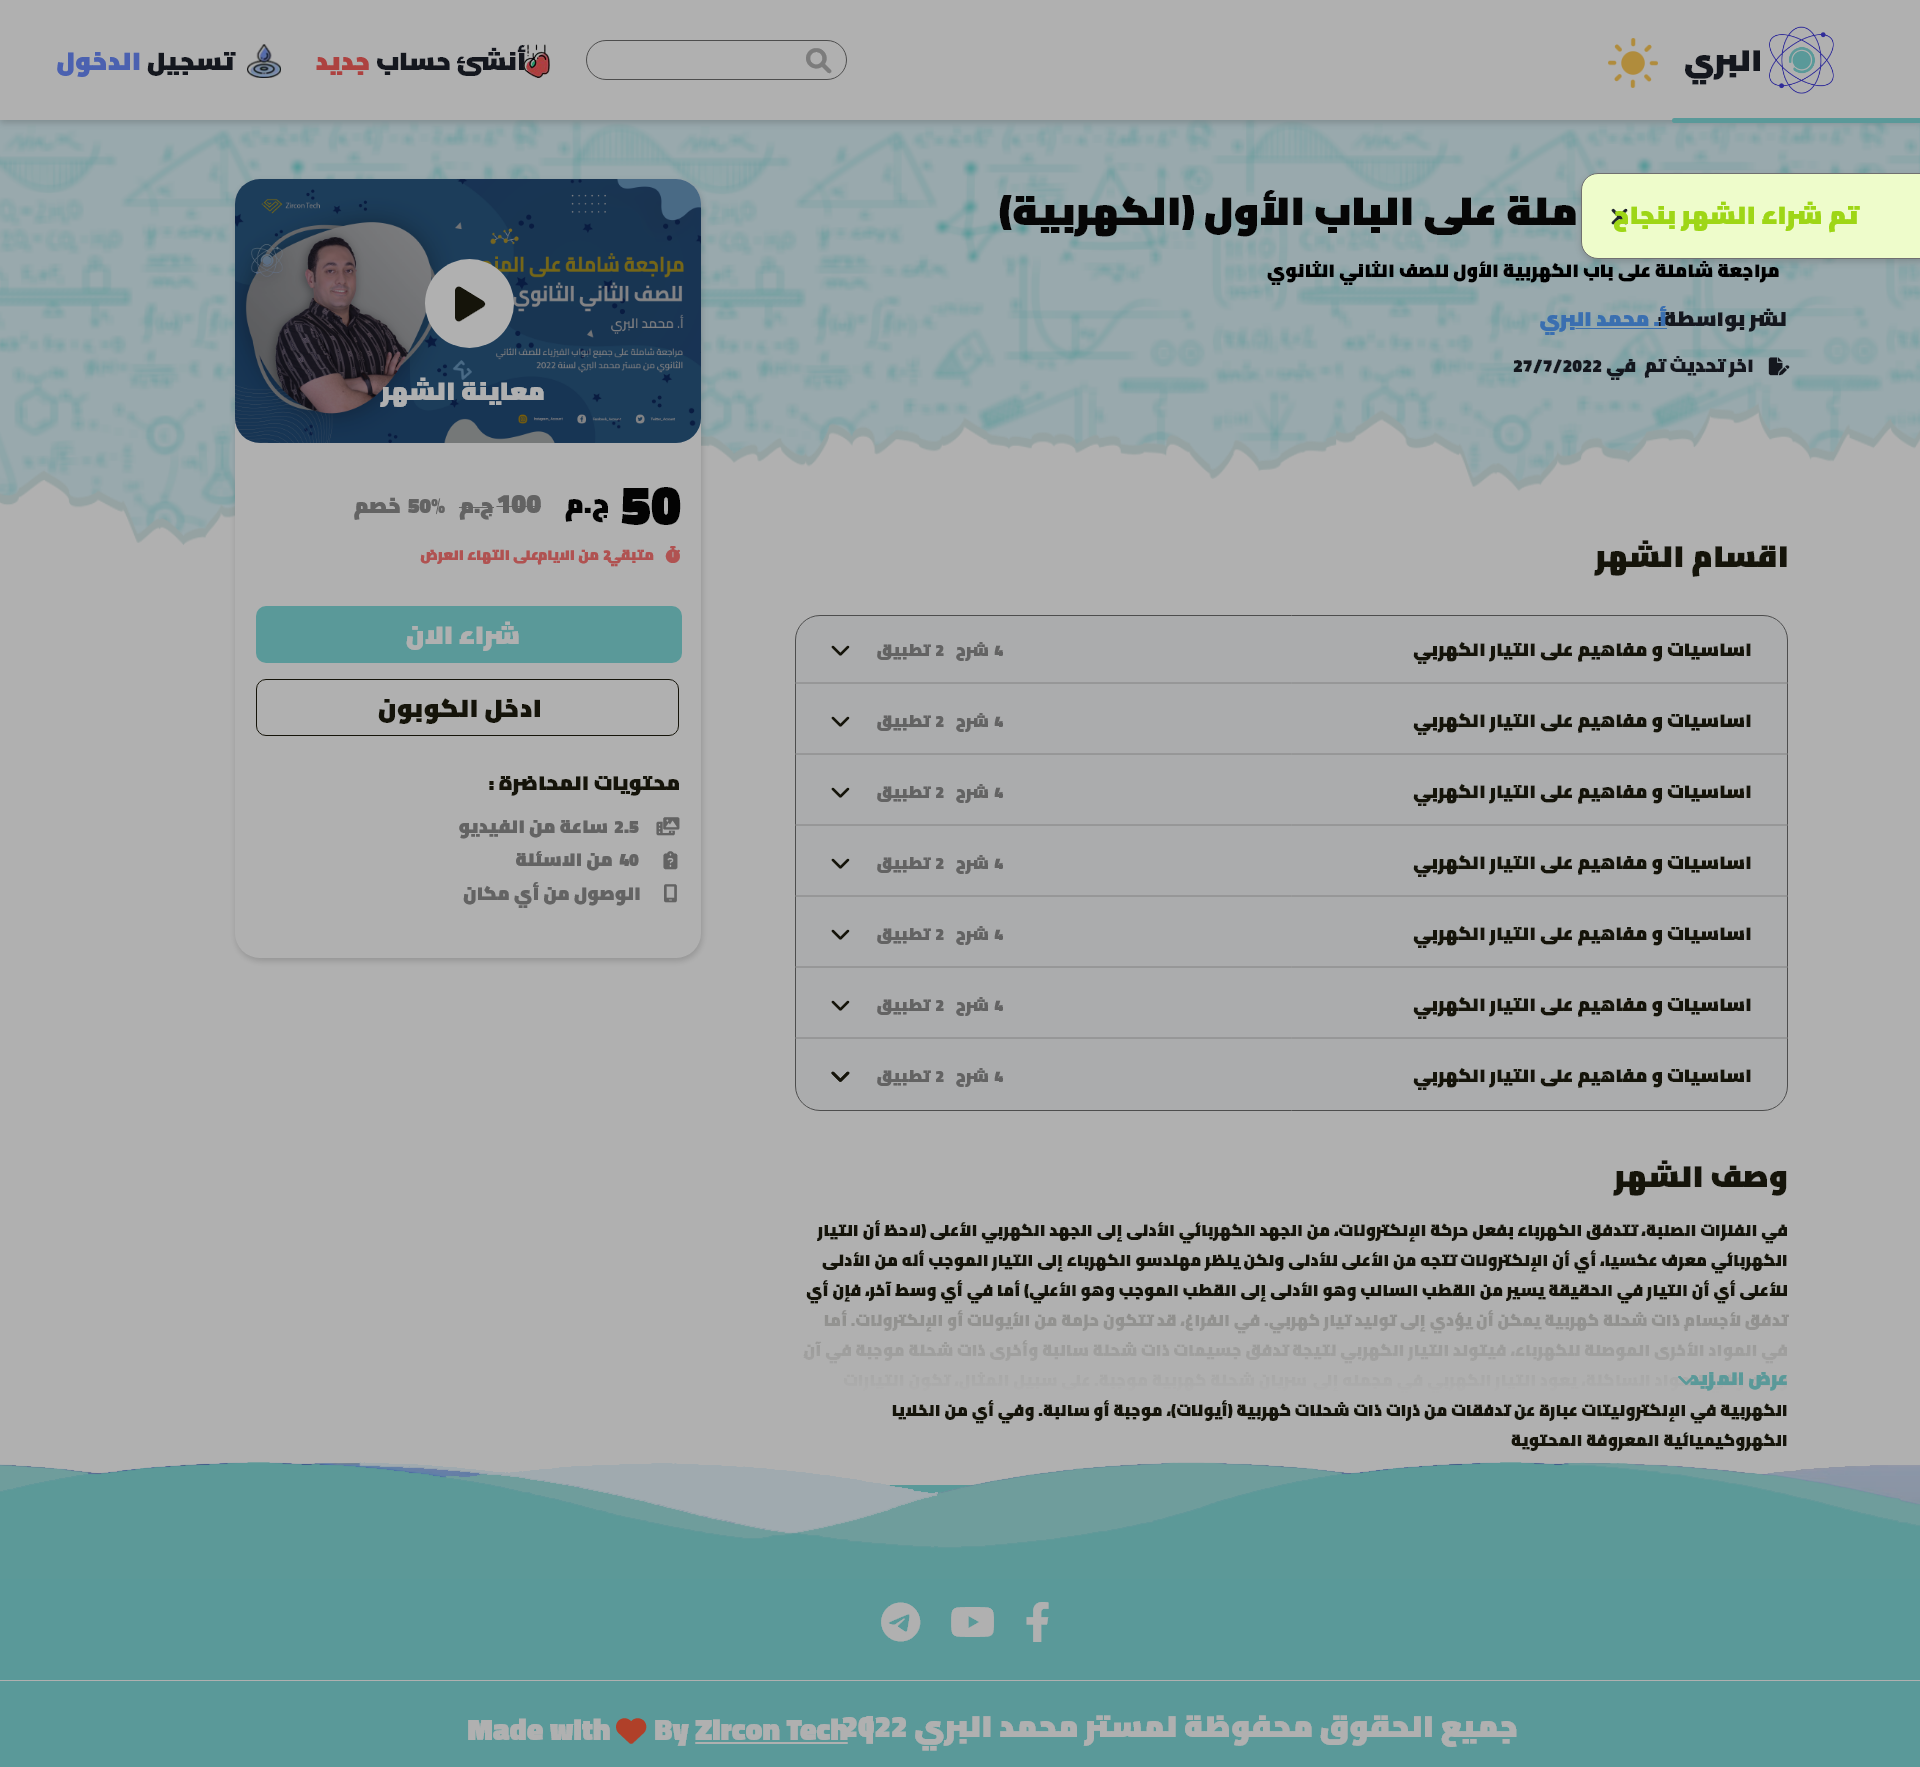 البري
أنشئ حساب جديد
تسجيل الدخول
تم شراء الشهر بنجاح
ملة على الباب الأول (الكهربية)
مراجعة شاملة على باب الكهربية الأول للصف الثاني الثانوي
نشر بواسطة: أ. محمد البري
اخر تحديث تم في 27/7/2022
Zircon Tech
مراجعة شاملة على المن
للصف الثاني الثانوي
أ. محمد البري
مراجعة شاملة على جميع ابواب الفيزياء للصف الثاني
الثانوي من مستر محمد البري لسنة 2022
معاينة الشهر
50 ج.م 100 ج.م 50% خصم
متبقي2 من الايام على انتهاء العرض
شراء الان
ادخل الكوبون
محتويات المحاضرة :
2.5 ساعة من الفيديو
40 من الاسئلة
الوصول من أي مكان
اقسام الشهر
اساسيات و مفاهيم على التيار الكهربي 4 شرح 2 تطبيق
اساسيات و مفاهيم على التيار الكهربي 4 شرح 2 تطبيق
اساسيات و مفاهيم على التيار الكهربي 4 شرح 2 تطبيق
اساسيات و مفاهيم على التيار الكهربي 4 شرح 2 تطبيق
اساسيات و مفاهيم على التيار الكهربي 4 شرح 2 تطبيق
اساسيات و مفاهيم على التيار الكهربي 4 شرح 2 تطبيق
اساسيات و مفاهيم على التيار الكهربي 4 شرح 2 تطبيق
وصف الشهر
في الفلزات الصلبة، تتدفق الكهرباء بفعل حركة الإلكترونات، من الجهد الكهربائي الأدنى إلى الجهد الكهربي الأعلى (لاحظ أن التيار
الكهربائي معرف عكسيا، أي أن الإلكترونات تتجه من الأعلى للأدنى ولكن ينظر مهندسو الكهرباء إلى التيار الموجب أنه من الأدنى
للأعلى أي أن التيار في الحقيقة يسير من القطب السالب وهو الأدنى إلى القطب الموجب وهو الأعلي) أما في أي وسط آخر، فإن أي
تدفق لأجسام ذات شحنة كهربية يمكن أن يؤدي إلى توليد تيار كهربي. في الفراغ، قد تتكون حزمة من الأيونات أو الإلكترونات. أما
في المواد الأخرى الموصلة للكهرباء، فيتولد التيار الكهربي نتيجة تدفق جسيمات ذات شحنة سالبة وأخرى ذات شحنة موجبة في آن
عرض المزيد
الكهربية في الإلكتروليتات عبارة عن تدفقات من ذرات ذات شحنات كهربية (أيونات)، موجبة أو سالبة. وفي أي من الخلايا
الكهروكيميائية المعروفة المحتوية
جميع الحقوق محفوظة لمستر محمد البري 2022 |
Made with By Zircon Tech